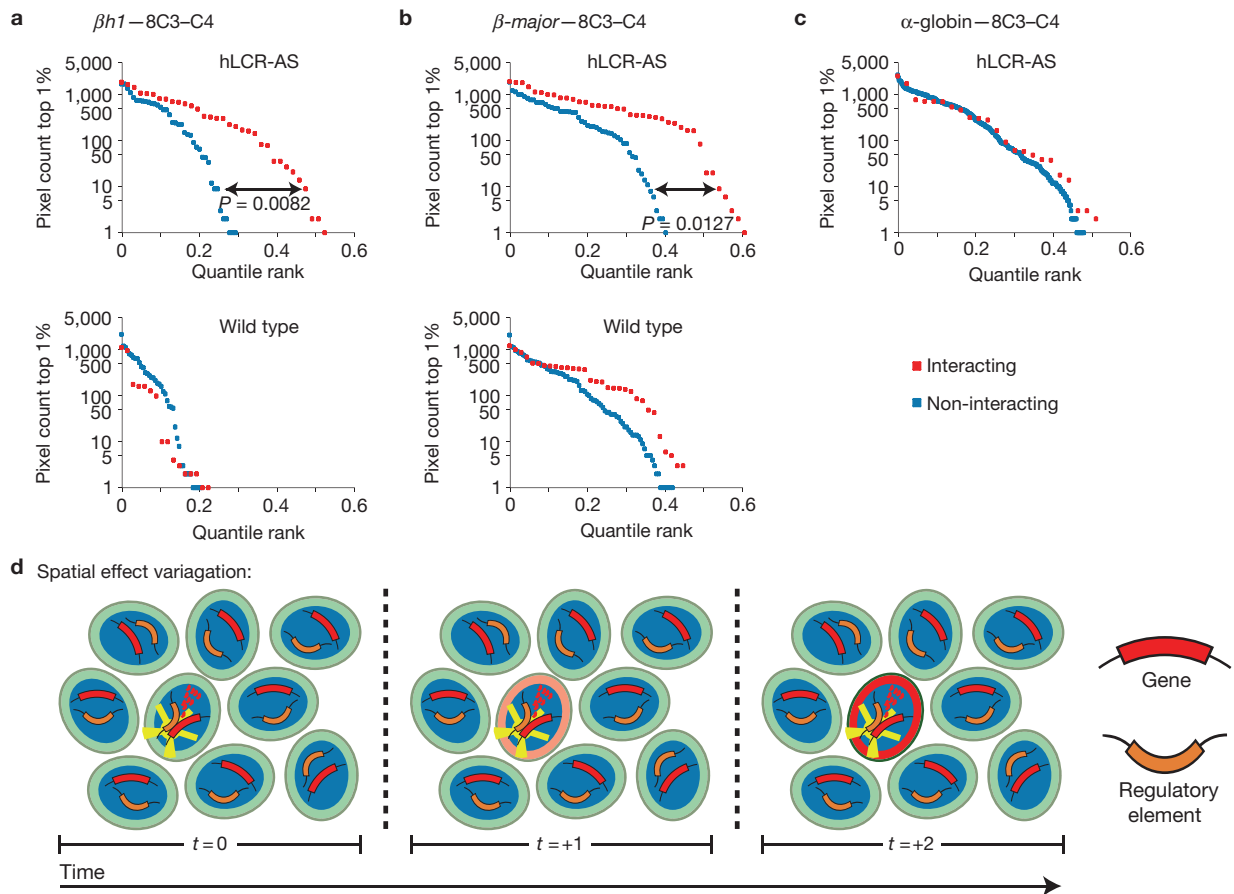 a
βh1—8C3–C4
hLCR-AS
Pixel count top 1%
5,000
1,000
500
100
50
10
5
1
P = 0.0082
0
0.2
0.4
0.6
Quantile rank
Wild type
Pixel count top 1%
5,000
1,000
500
100
50
10
5
1
0
0.2
0.4
0.6
Quantile rank
b
β-major—8C3–C4
hLCR-AS
Pixel count top 1%
5,000
1,000
500
100
50
10
5
1
P = 0.0127
0
0.2
0.4
0.6
Quantile rank
Wild type
Pixel count top 1%
5,000
1,000
500
100
50
10
5
1
0
0.2
0.4
0.6
Quantile rank
c
α-globin—8C3–C4
hLCR-AS
Pixel count top 1%
5,000
1,000
500
100
50
10
5
1
0
0.2
0.4
0.6
Quantile rank
Interacting
Non-interacting
d Spatial effect variagation:
t = 0
t = +1
t = +2
Time
Gene
Regulatory
element